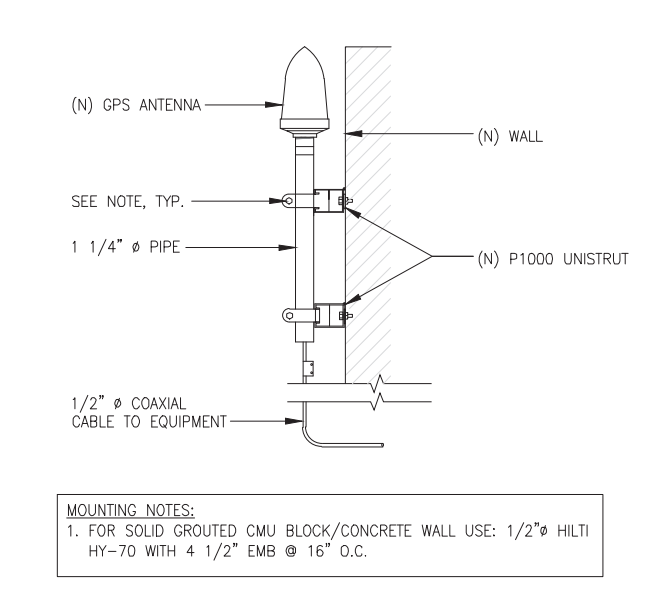 (N) GPS ANTENNA
(N) WALL
SEE NOTE, TYP.
1 1/4" ø PIPE
(N) P1000 UNISTRUT
1/2" ø COAXIAL
CABLE TO EQUIPMENT
MOUNTING NOTES:
1. FOR SOLID GROUTED CMU BLOCK/CONCRETE WALL USE: 1/2"ø HILTI
HY-70 WITH 4 1/2" EMB @ 16" O.C.